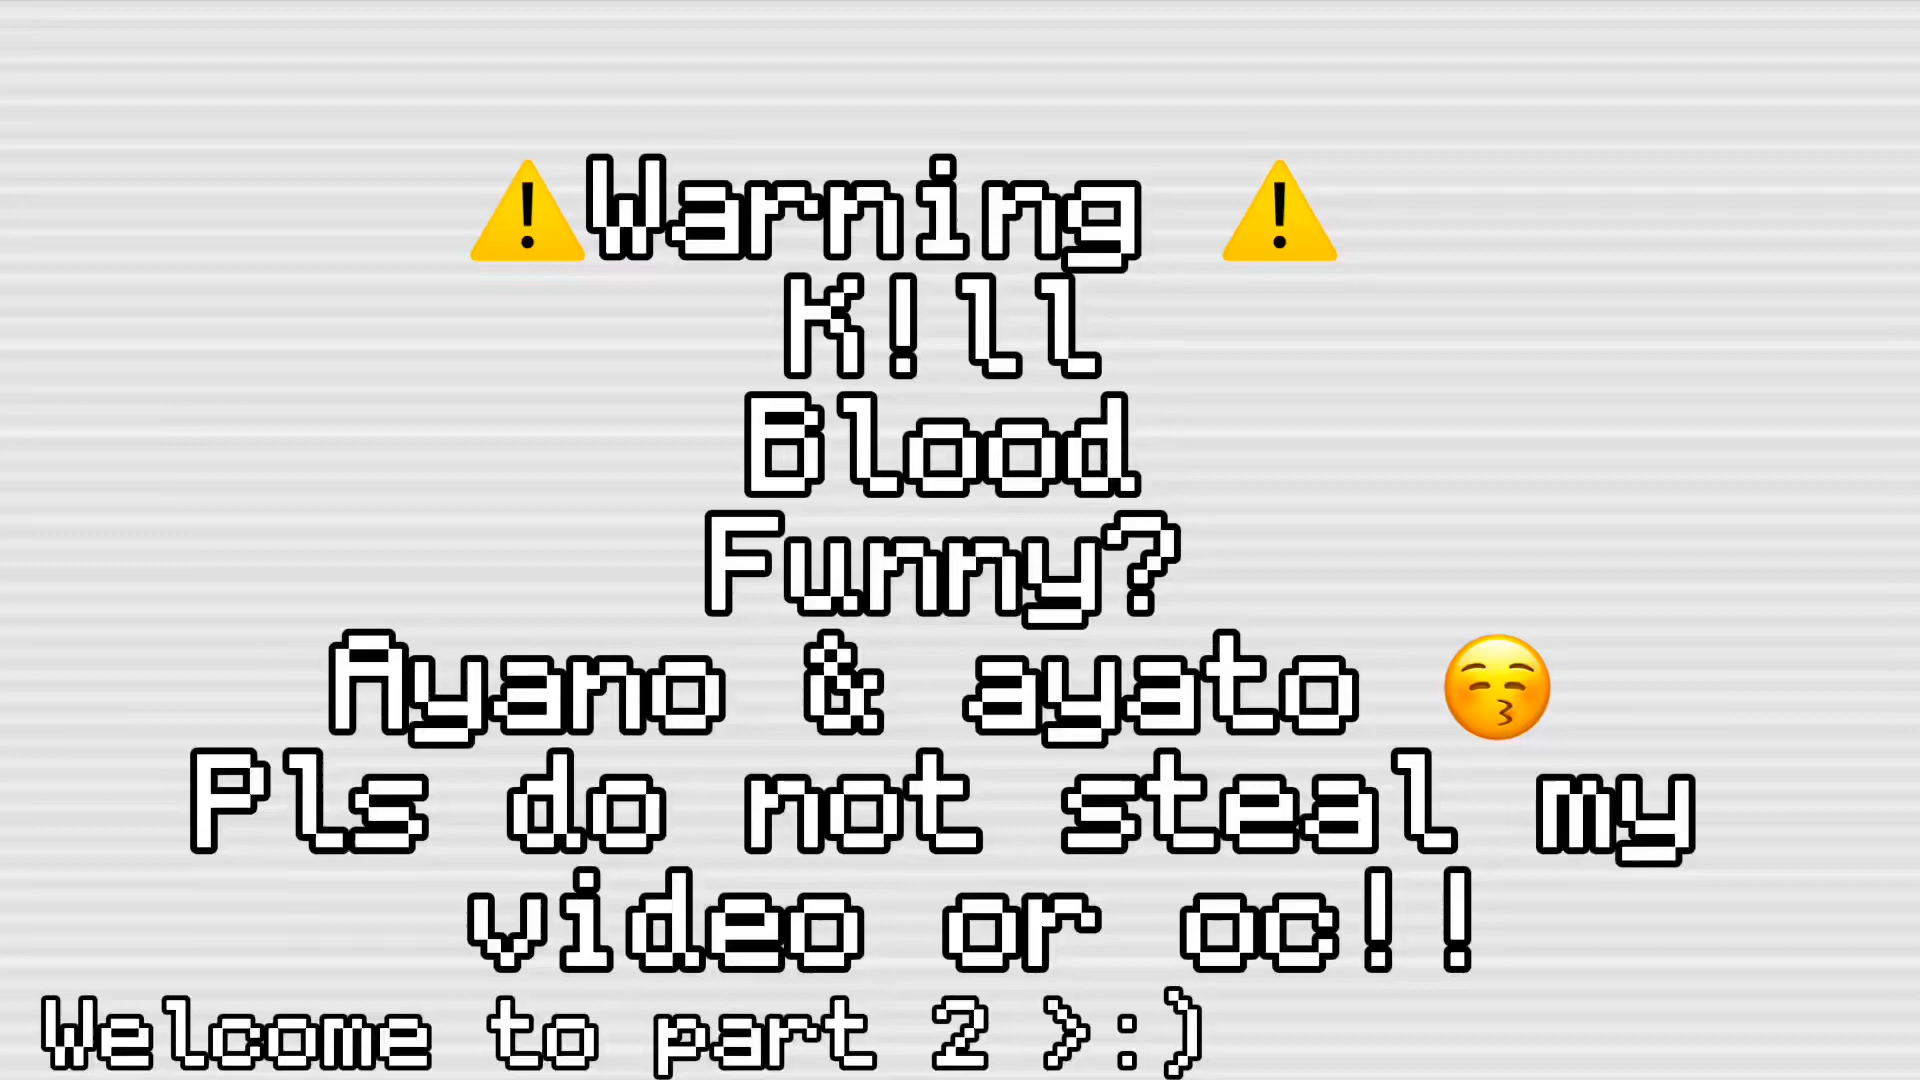 ⚠️Warning ⚠️
K!ll
Blood
Funny?
Ayano & ayato 😚
Pls do not steal my
video or oc!!
Welcome to part 2 >:)